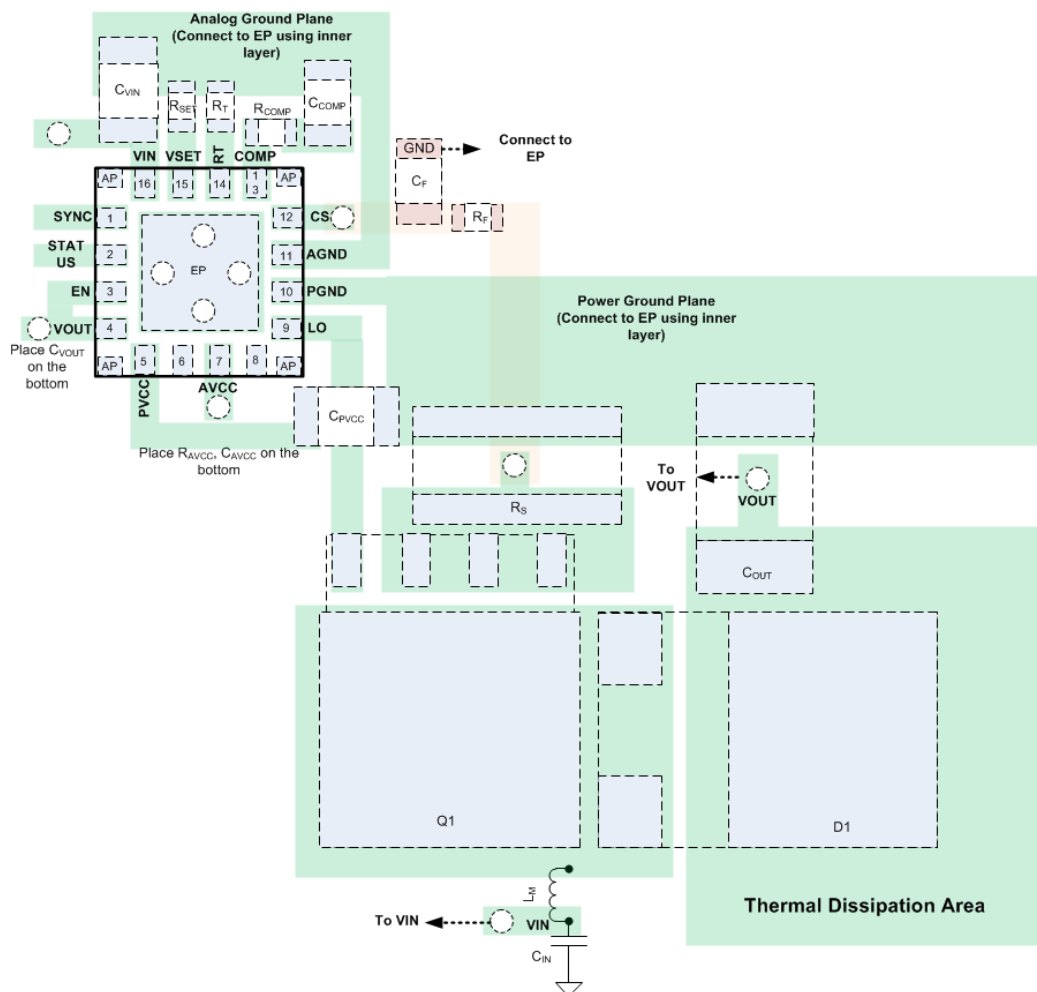 Analog Ground Plane
(Connect to EP using inner
layer)
CVIN
RSET
RT
RCOMP
CCOMP
GND
Connect to
EP
CF
RF
VIN
VSET
RT
COMP
AP
16
15
14
1
3
AP
SYNC
1
12
CS
STAT
US
2
11
AGND
EP
EN
3
10
PGND
VOUT
4
9
LO
Place CVOUT
on the
bottom
AP
5
6
7
8
AP
PVCC
AVCC
Power Ground Plane
(Connect to EP using inner
layer)
CPVCC
Place RAVCC, CAVCC on the
bottom
To
VOUT
VOUT
RS
COUT
Q1
D1
LM
To VIN
VIN
CIN
Thermal Dissipation Area